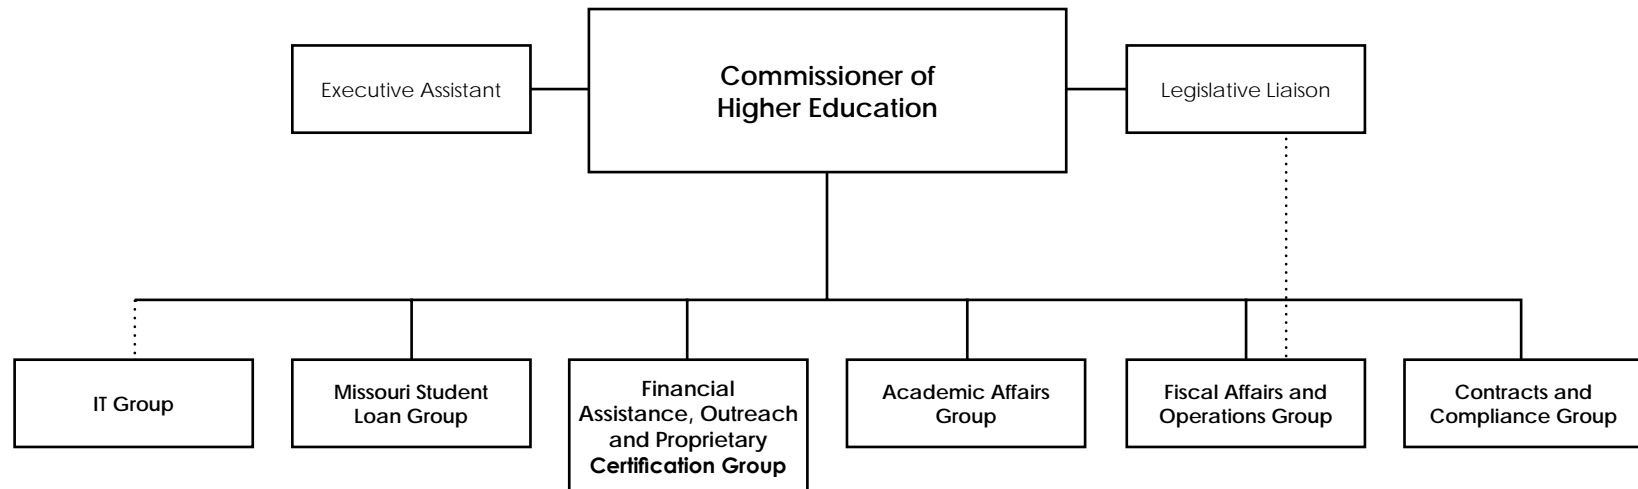 Executive Assistant
Commissioner of
Higher Education
Legislative Liaison
IT Group
Missouri Student
Loan Group
Financial
Assistance, Outreach
and Proprietary
Certification Group
Academic Affairs
Group
Fiscal Affairs and
Operations Group
Contracts and
Compliance Group